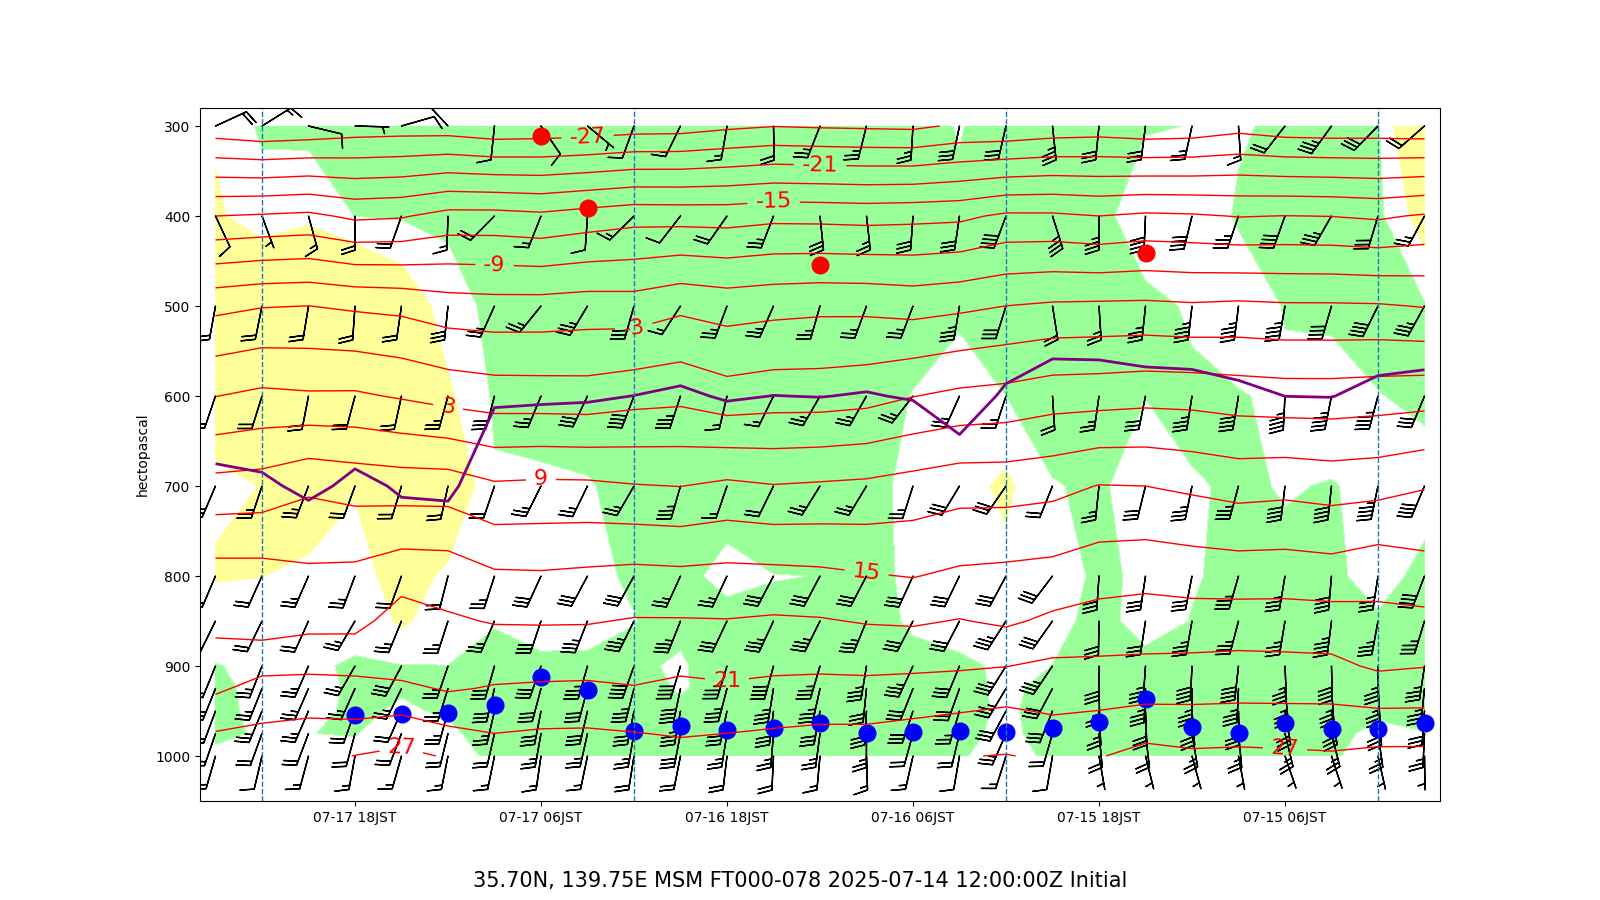 300
400
500
600
700
800
900
1000
hectopascal
-27
-21
-15
-9
-3
3
9
15
21
27
27
07-17 18JST
07-17 06JST
07-16 18JST
07-16 06JST
07-15 18JST
07-15 06JST
35.70N, 139.75E MSM FT000-078 2025-07-14 12:00:00Z Initial